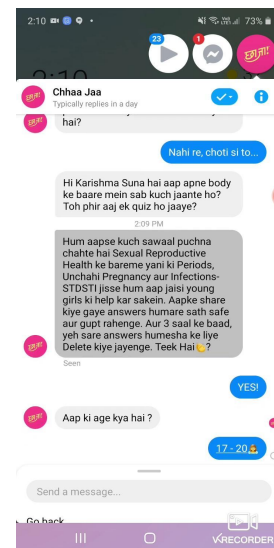 2:10
73%
23
1
छा जा!
2:10
छा जा!
Chhaa Jaa
Typically replies in a day
छा जा!
hai?
Nahi re, choti si to...
Hi Karishma Suna hai aap apne body
ke baare mein sab kuch jaante ho?
Toh phir aaj ek quiz ho jaaye?
2:09 PM
Hum aapse kuch sawaal puchna
chahte hai Sexual Reproductive
Health ke bareme yani ki Periods,
Unchahi Pregnancy aur Infections-
STDSTI jisse hum aap jaisi young
girls ki help kar sakein. Aapke share
kiye gaye answers humare sath safe
aur gupt rahenge. Aur 3 saal ke baad,
yeh sare answers humesha ke liye
Delete kiye jayenge. Teek Hai👍?
छा जा!
Seen
YES!
छा जा!
Aap ki age kya hai ?
17 - 20
Send a message...
Go back
VRECORDER